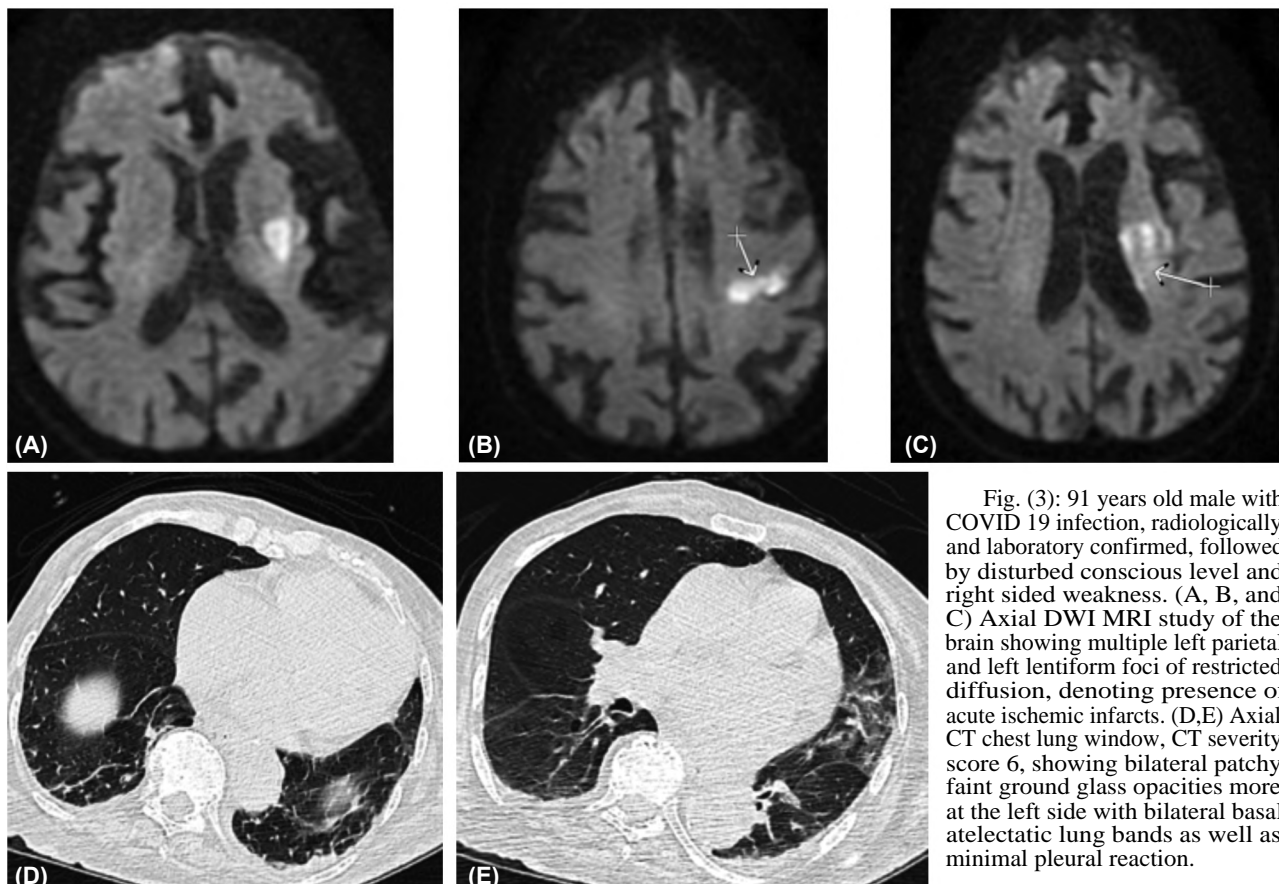 (A)
(B)
(C)
(D)
(E)
Fig. (3): 91 years old male with
COVID 19 infection, radiologically
and laboratory confirmed, followed
by disturbed conscious level and
right sided weakness. (A, B, and
C) Axial DWI MRI study of the
brain showing multiple left parietal
and left lentiform foci of restricted
diffusion, denoting presence of
acute ischemic infarcts. (D,E) Axial
CT chest lung window, CT severity
score 6, showing bilateral patchy
faint ground glass opacities more
at the left side with bilateral basal
atelectatic lung bands as well as
minimal pleural reaction.